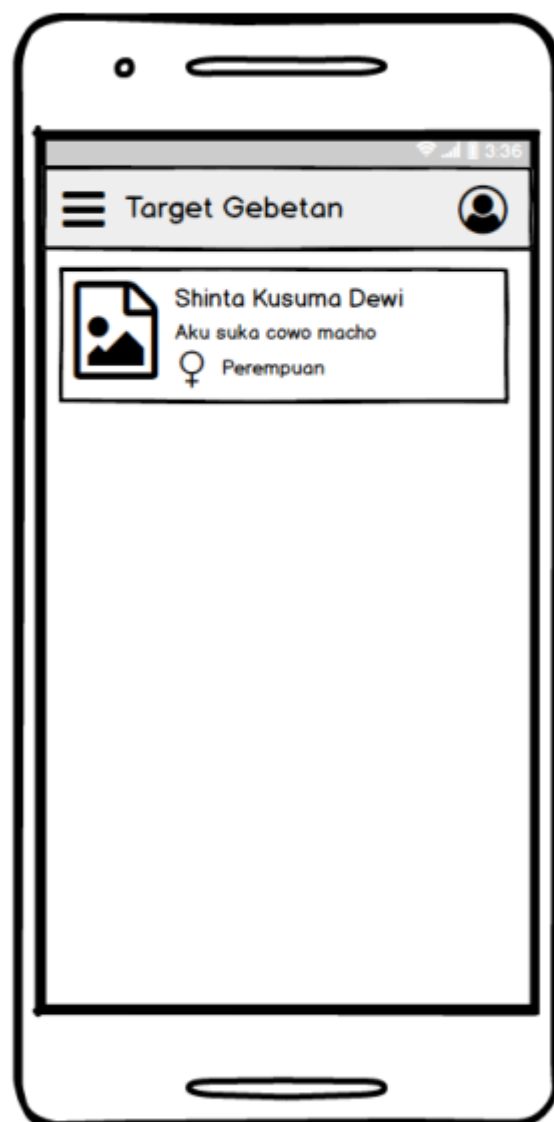 3:36
Target Gebetan
Shinta Kusuma Dewi
Aku suka cowo macho
Perempuan